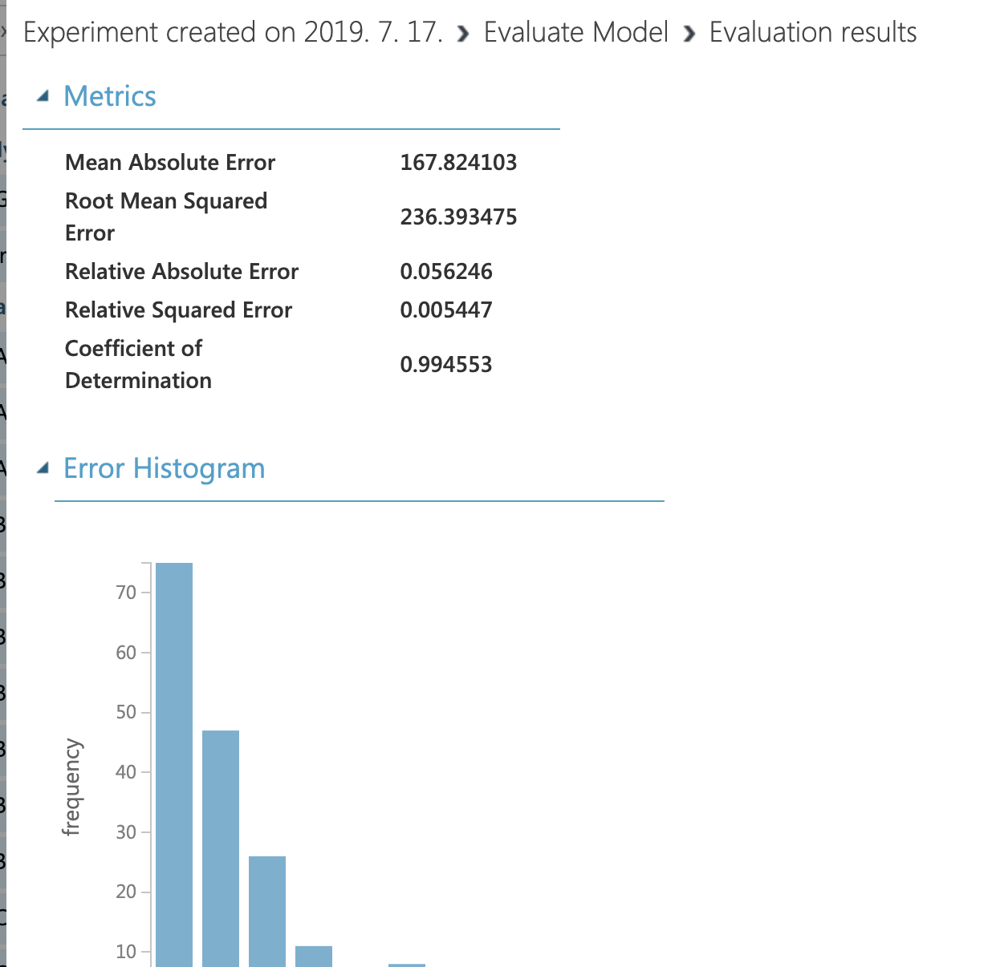 Experiment created on 2019. 7. 17. › Evaluate Model › Evaluation results
Metrics
Mean Absolute Error 167.824103
Root Mean Squared
Error 236.393475
Relative Absolute Error 0.056246
Relative Squared Error 0.005447
Coefficient of
Determination 0.994553
Error Histogram
70
60
50
40
30
20
10
frequency